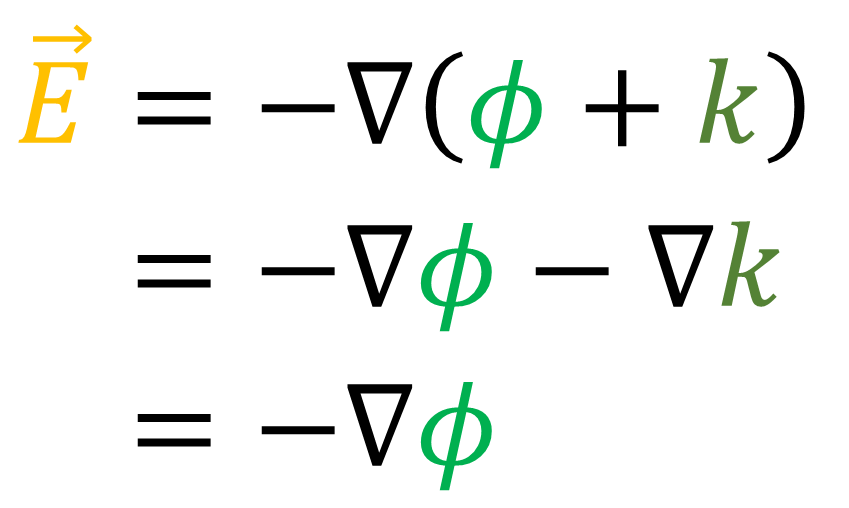 E⃗ = −∇(ϕ + k)
= −∇ϕ − ∇k
= −∇ϕ